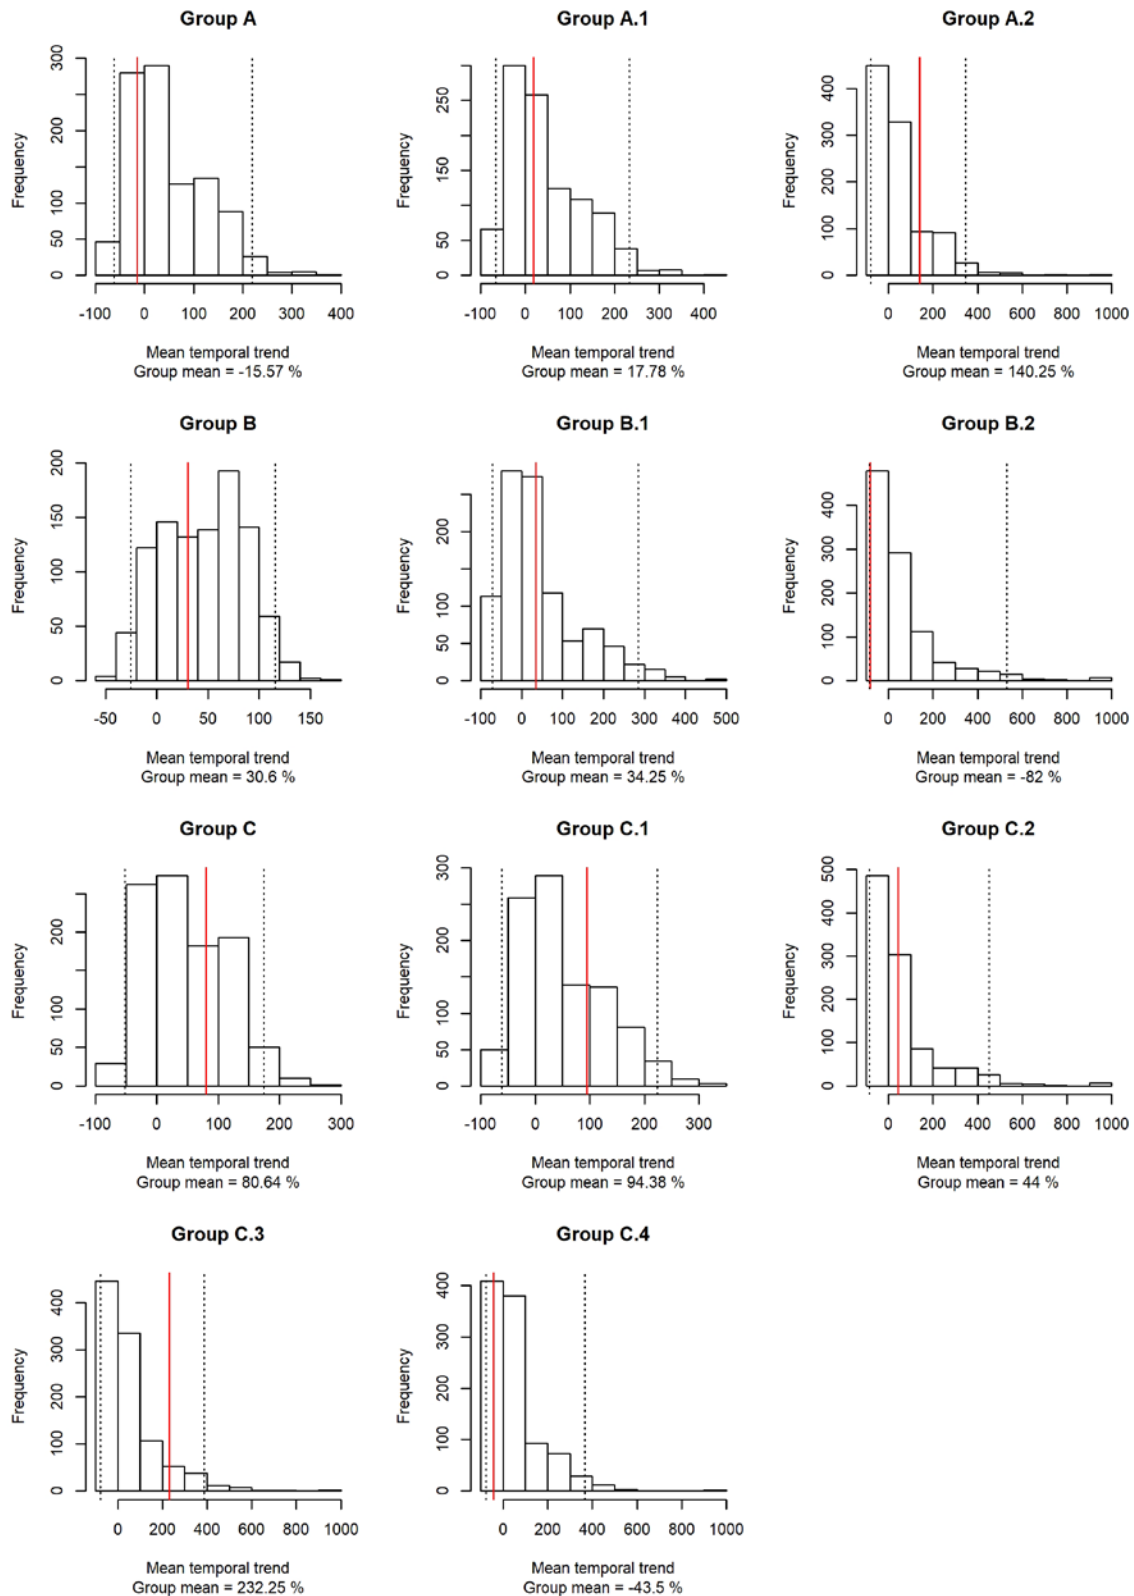 Group A
Frequency
300
200
100
50
0
-100 0 100 200 300 400
Mean temporal trend
Group mean = -15.57 %
Group A.1
Frequency
250
150
50
0
-100 0 100 200 300 400
Mean temporal trend
Group mean = 17.78 %
Group A.2
Frequency
400
300
200
100
0
0 200 400 600 800 1000
Mean temporal trend
Group mean = 140.25 %
Group B
Frequency
200
150
100
50
0
-50 0 50 100 150
Mean temporal trend
Group mean = 30.6 %
Group B.1
Frequency
200
100
50
0
-100 0 100 200 300 400 500
Mean temporal trend
Group mean = 34.25 %
Group B.2
Frequency
400
300
200
100
0
0 200 400 600 800 1000
Mean temporal trend
Group mean = -82 %
Group C
Frequency
200
100
50
0
-100 0 100 200 300
Mean temporal trend
Group mean = 80.64 %
Group C.1
Frequency
300
200
100
50
0
-100 0 100 200 300
Mean temporal trend
Group mean = 94.38 %
Group C.2
Frequency
500
400
300
200
100
0
0 200 400 600 800 1000
Mean temporal trend
Group mean = 44 %
Group C.3
Frequency
400
300
200
100
0
0 200 400 600 800 1000
Mean temporal trend
Group mean = 232.25 %
Group C.4
Frequency
400
300
200
100
0
0 200 400 600 800 1000
Mean temporal trend
Group mean = -43.5 %